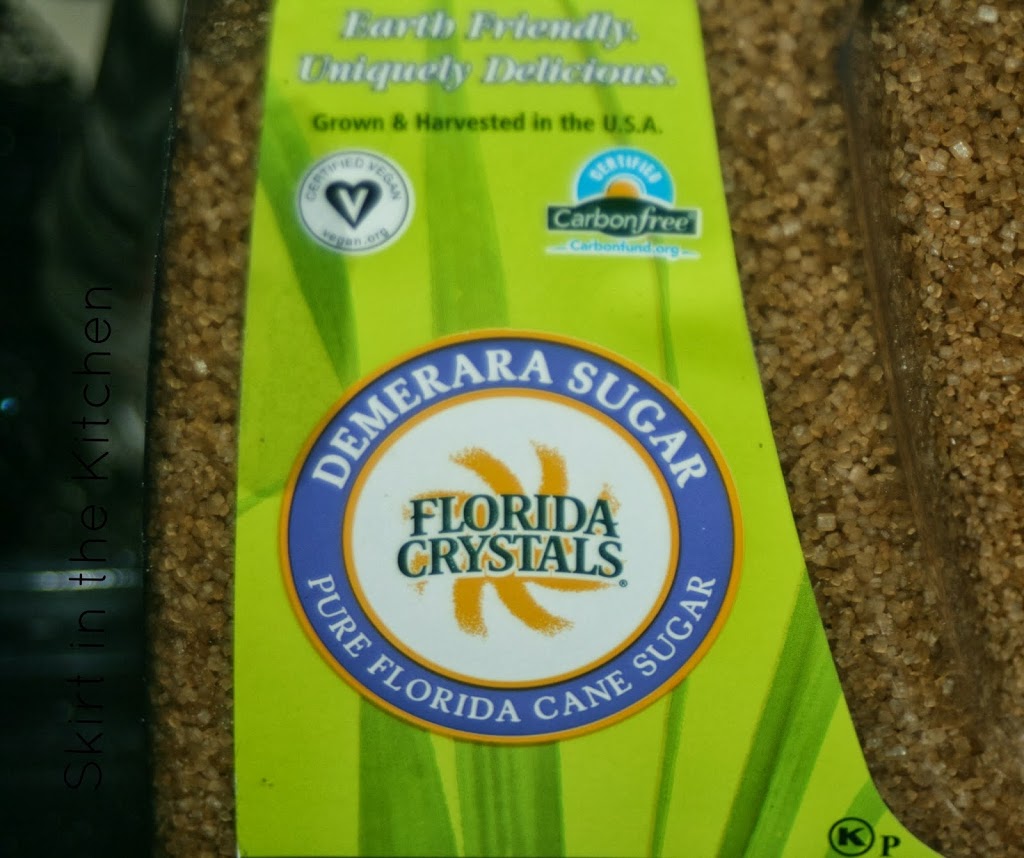 Earth Friendly.
Uniquely Delicious.
Grown & Harvested in the U.S.A.
CERTIFIED VEGAN
V
vegan.org
CERTIFIED
Carbonfree®
Carbonfund.org
DEMERARA SUGAR
FLORIDA
CRYSTALS®
PURE FLORIDA CANE SUGAR
K P
Skirt in the Kitchen